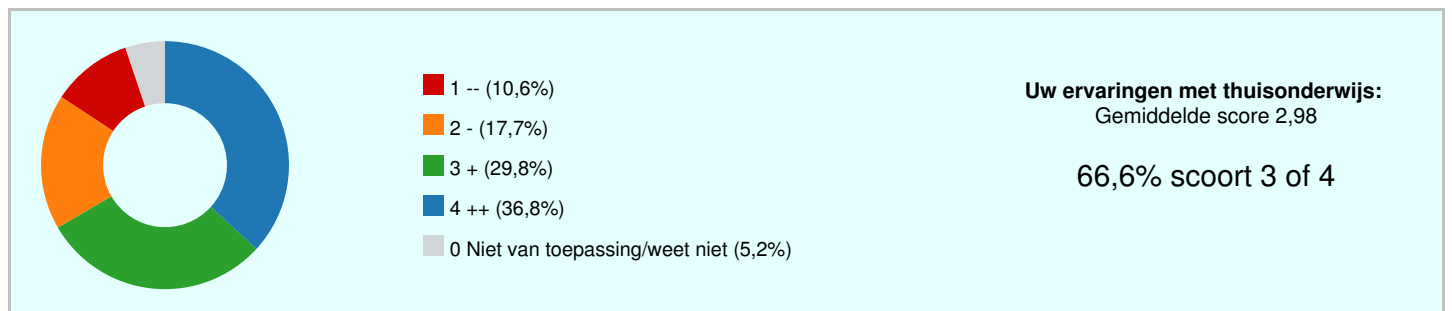 1 -- (10,6%)
2 - (17,7%)
3 + (29,8%)
4 ++ (36,8%)
0 Niet van toepassing/weet niet (5,2%)
Uw ervaringen met thuisonderwijs:
Gemiddelde score 2,98
66,6% scoort 3 of 4